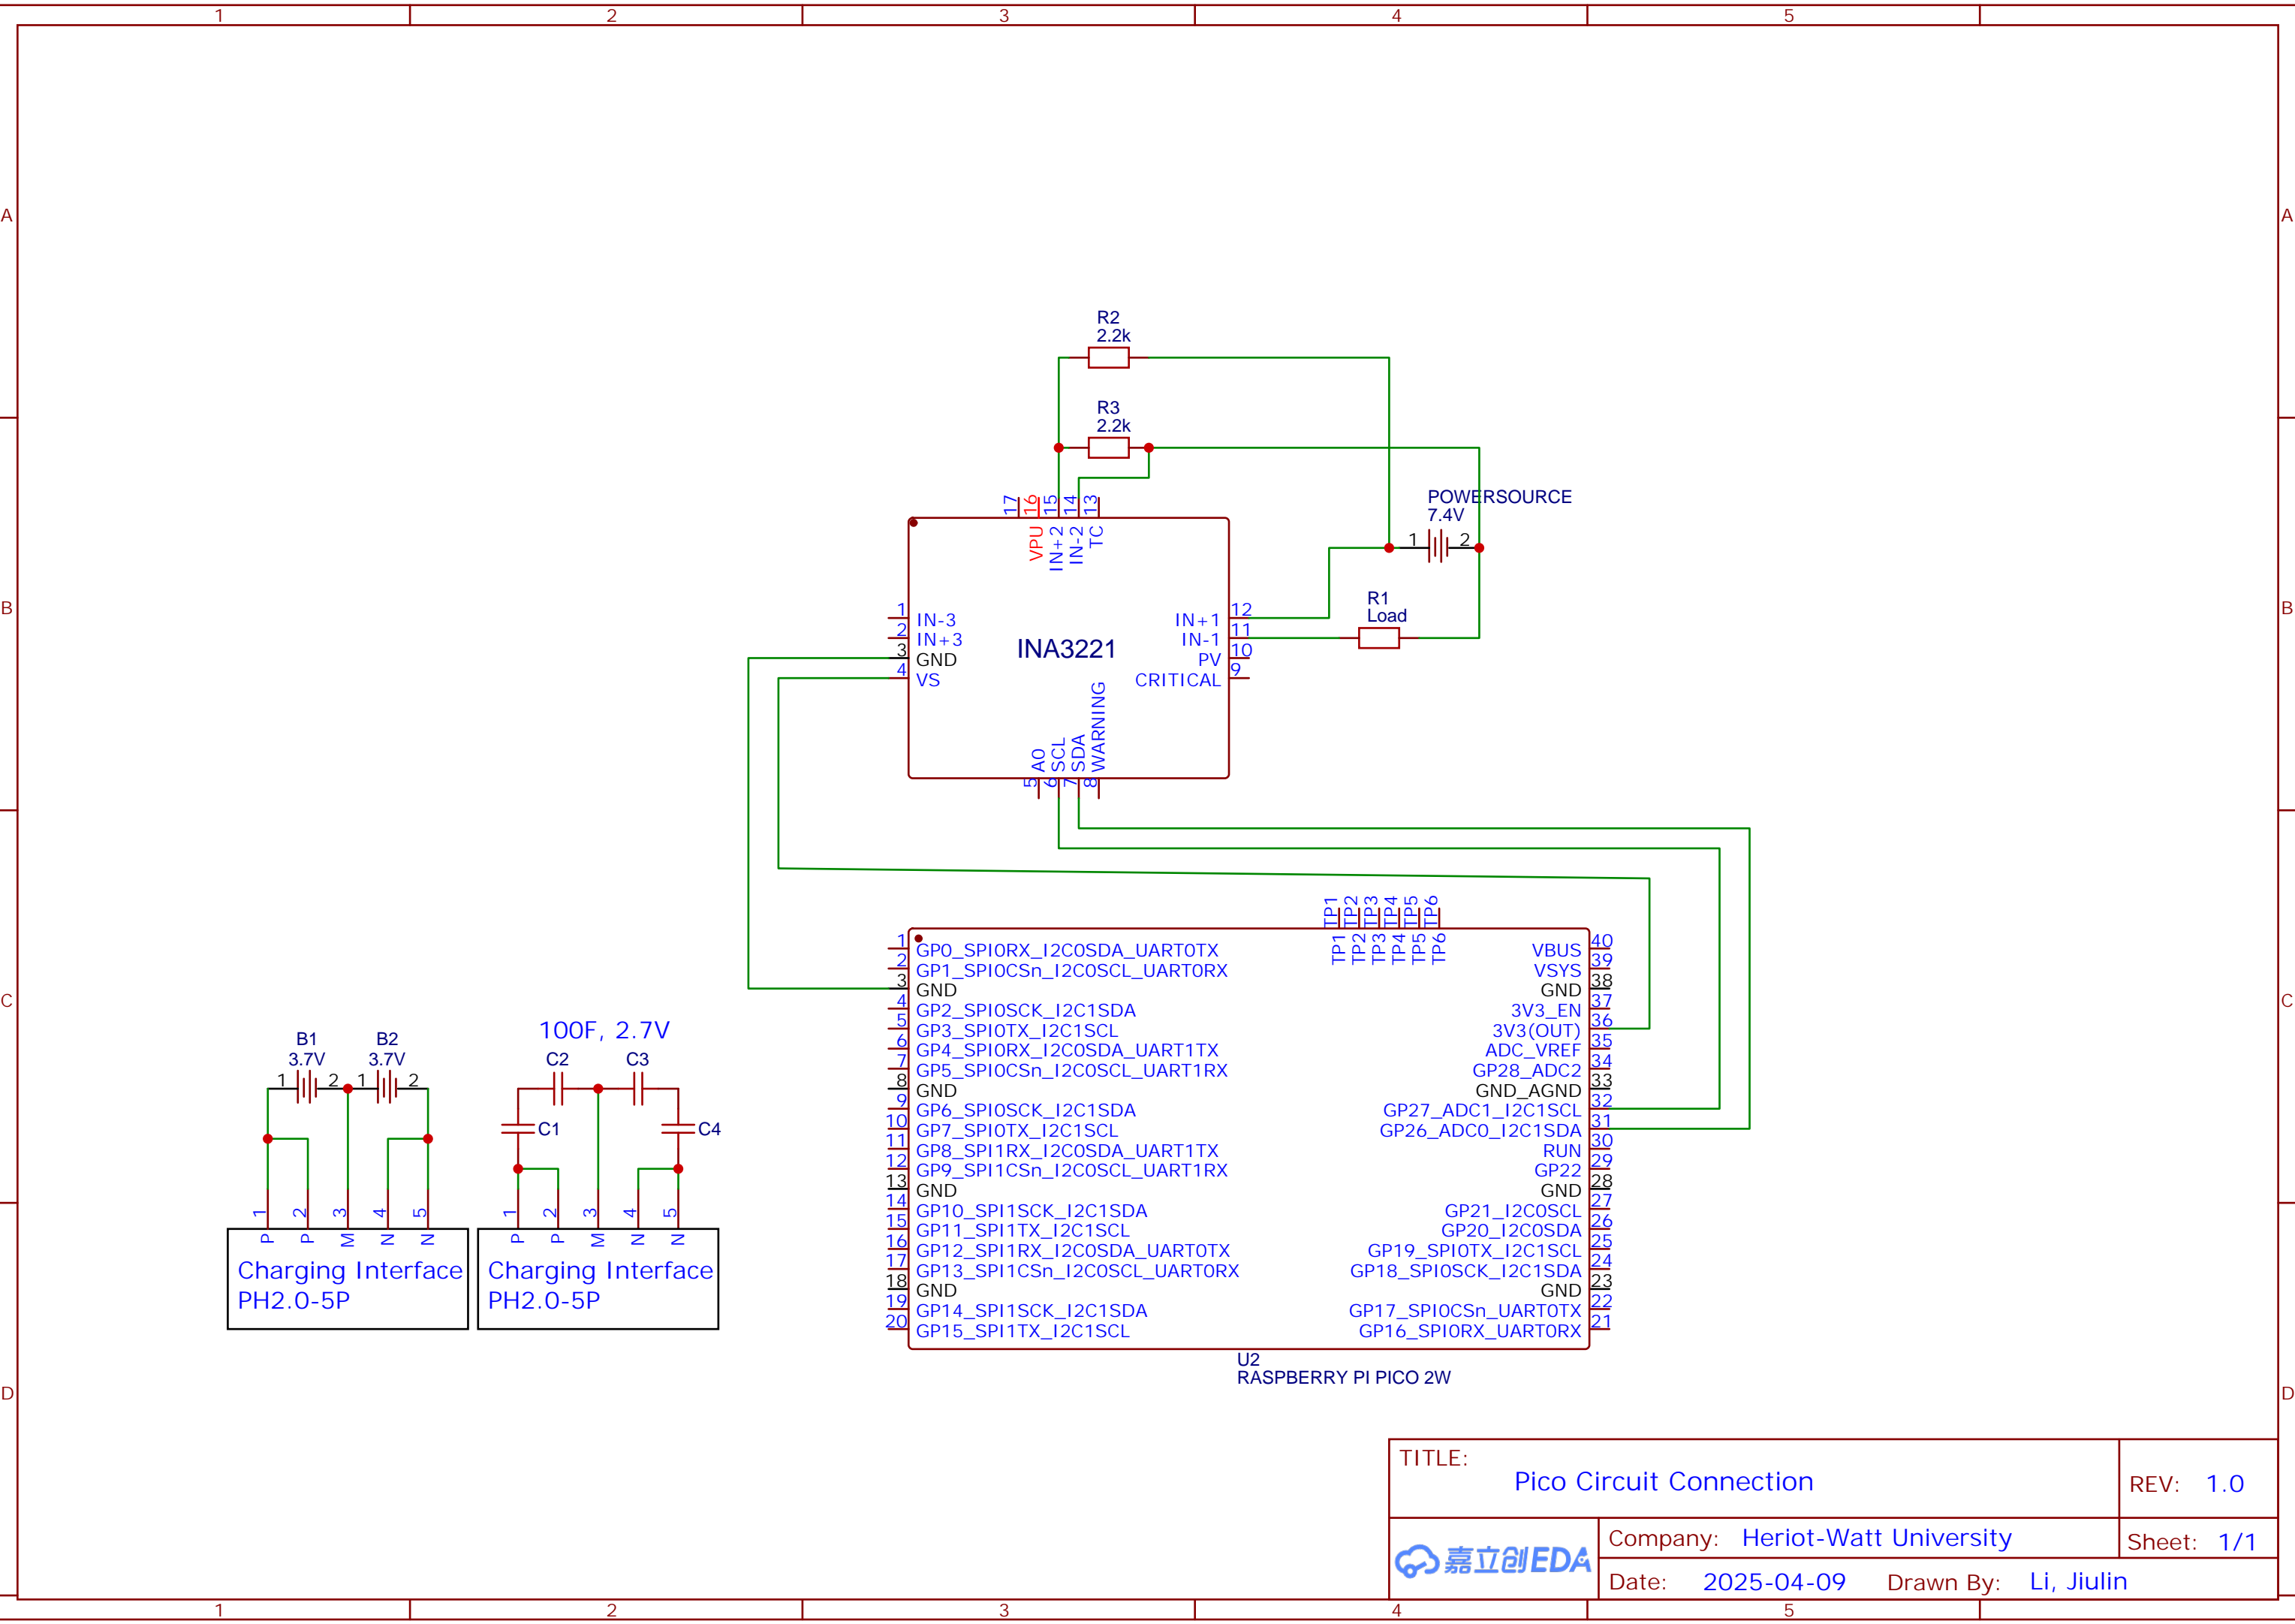 1 2 3 4 5
A A
R2
2.2k
R3
2.2k
17 16 15 14 13
VPU IN+2 IN-2 TC
POWERSOURCE
7.4V
1 2
B B
R1
Load
1 IN-3
2 IN+3
3 GND
4 VS
INA3221
IN+1 12
IN-1 11
PV 10
CRITICAL 9
A0 SCL SDA WARNING
5 6 7 8
TP1 TP2 TP3 TP4 TP5 TP6
TP1 TP2 TP3 TP4 TP5 TP6
C C
1 GP0_SPI0RX_I2C0SDA_UART0TX
2 GP1_SPI0CSn_I2C0SCL_UART0RX
3 GND
4 GP2_SPI0SCK_I2C1SDA
5 GP3_SPI0TX_I2C1SCL
6 GP4_SPI0RX_I2C0SDA_UART1TX
7 GP5_SPI0CSn_I2C0SCL_UART1RX
8 GND
9 GP6_SPI0SCK_I2C1SDA
10 GP7_SPI0TX_I2C1SCL
11 GP8_SPI1RX_I2C0SDA_UART1TX
12 GP9_SPI1CSn_I2C0SCL_UART1RX
13 GND
14 GP10_SPI1SCK_I2C1SDA
15 GP11_SPI1TX_I2C1SCL
16 GP12_SPI1RX_I2C0SDA_UART0TX
17 GP13_SPI1CSn_I2C0SCL_UART0RX
18 GND
19 GP14_SPI1SCK_I2C1SDA
20 GP15_SPI1TX_I2C1SCL
VBUS 40
VSYS 39
GND 38
3V3_EN 37
3V3(OUT) 36
ADC_VREF 35
GP28_ADC2 34
GND_AGND 33
GP27_ADC1_I2C1SCL 32
GP26_ADC0_I2C1SDA 31
RUN 30
GP22 29
GND 28
GP21_I2C0SCL 27
GP20_I2C0SDA 26
GP19_SPI0TX_I2C1SCL 25
GP18_SPI0SCK_I2C1SDA 24
GND 23
GP17_SPI0CSn_UART0TX 22
GP16_SPI0RX_UART0RX 21
U2
RASPBERRY PI PICO 2W
B1 B2
3.7V 3.7V
1 2 1 2
1 2 3 4 5
P P M N N
Charging Interface
PH2.0-5P
100F, 2.7V
C2 C3
C1 C4
1 2 3 4 5
P P M N N
Charging Interface
PH2.0-5P
D D
TITLE:
Pico Circuit Connection
REV: 1.0
嘉立创EDA
Company: Heriot-Watt University
Sheet: 1/1
Date: 2025-04-09 Drawn By: Li, Jiulin
1 2 3 4 5